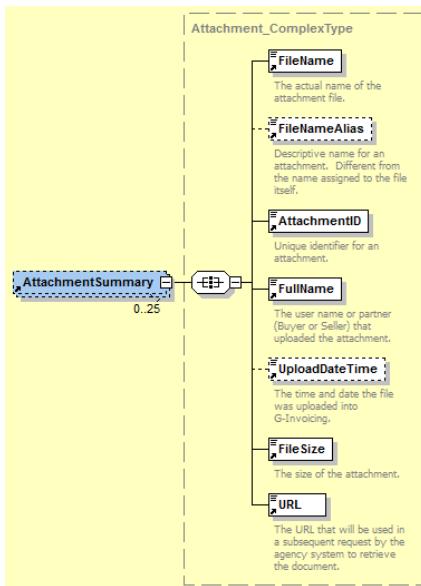 Attachment_ComplexType
FileName
The actual name of the
attachment file.
FileNameAlias
Descriptive name for an
attachment.  Different from
the name assigned to the file
itself.
AttachmentID
Unique identifier for an
attachment.
AttachmentSummary
0..25
FullName
The user name or partner
(Buyer or Seller) that
uploaded the attachment.
UploadDateTime
The time and date the file
was uploaded into
G-Invoicing.
FileSize
The size of the attachment.
URL
The URL that will be used in
a subsequent request by the
agency system to retrieve
the document.